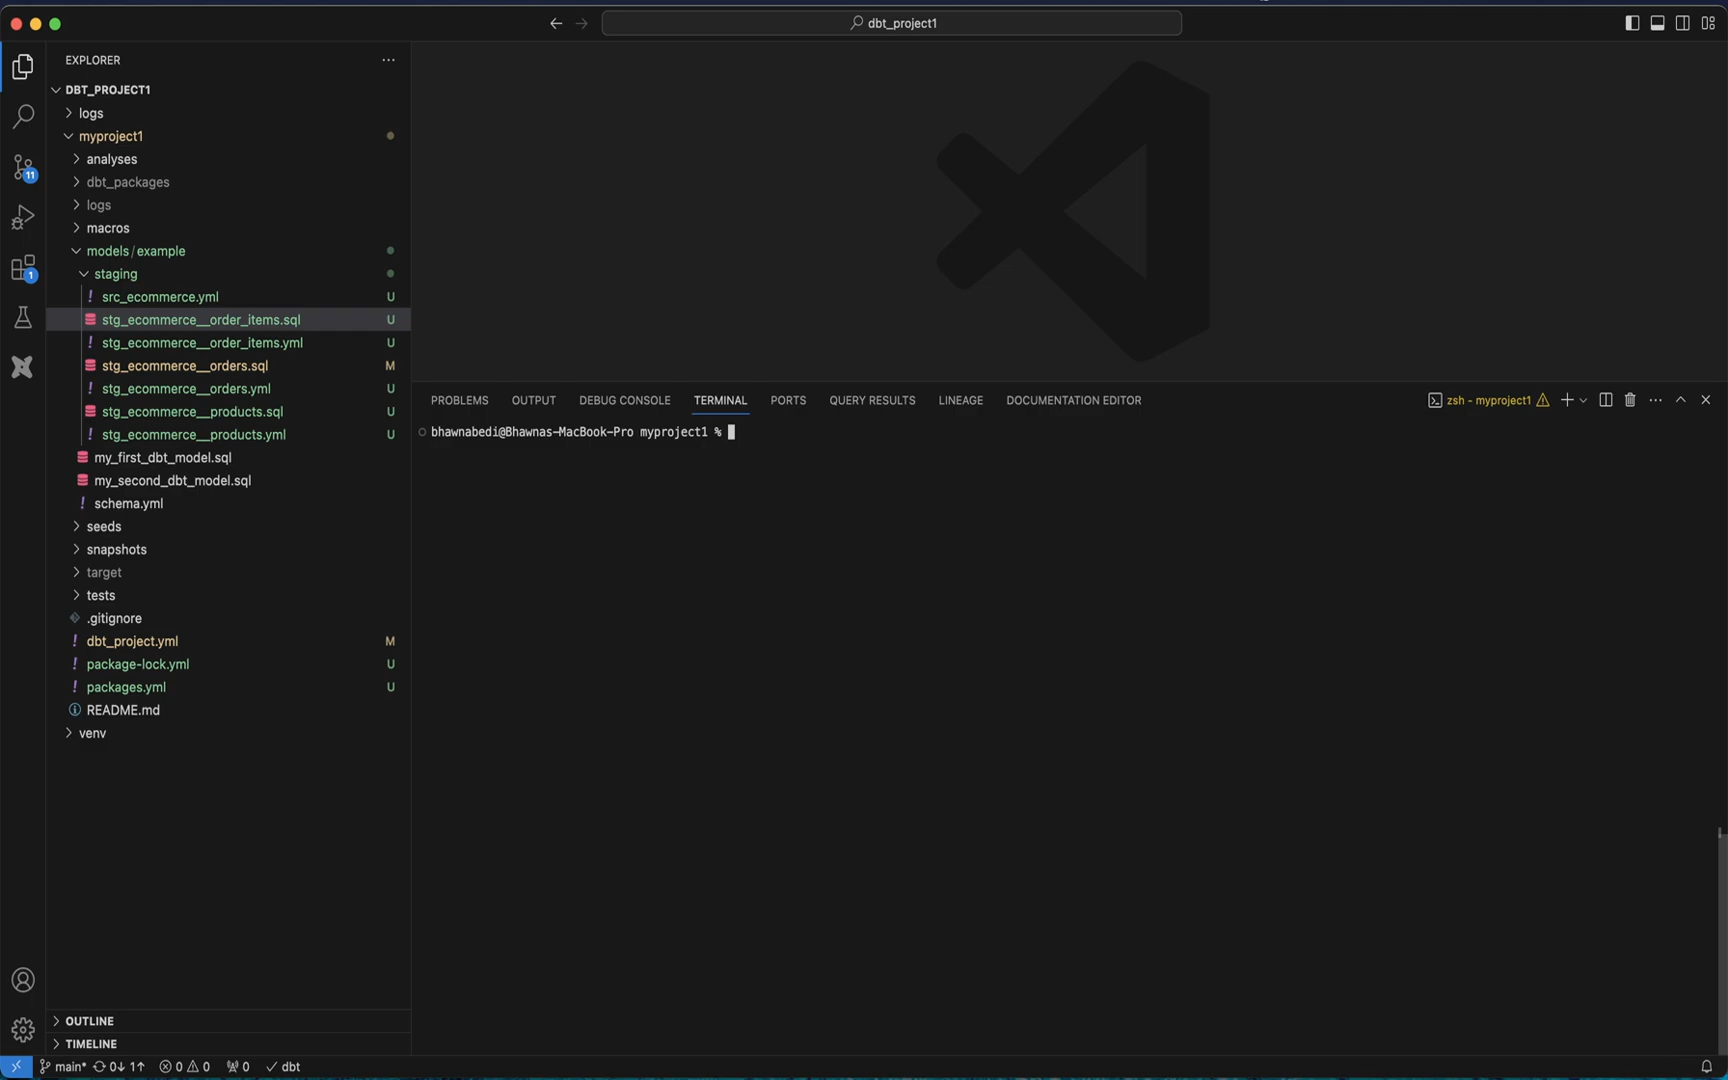 dbt_project1
EXPLORER
DBT_PROJECT1
logs
myproject1
analyses
dbt_packages
logs
macros
models/example
staging
src_ecommerce.yml U
stg_ecommerce__order_items.sql U
stg_ecommerce__order_items.yml U
stg_ecommerce__orders.sql M
stg_ecommerce__orders.yml U
stg_ecommerce__products.sql U
stg_ecommerce__products.yml U
my_first_dbt_model.sql
my_second_dbt_model.sql
schema.yml
seeds
snapshots
target
tests
.gitignore
dbt_project.yml M
package-lock.yml U
packages.yml U
README.md
venv
OUTLINE
TIMELINE
11
1
PROBLEMS OUTPUT DEBUG CONSOLE TERMINAL PORTS QUERY RESULTS LINEAGE DOCUMENTATION EDITOR zsh - myproject1
bhawnabedi@Bhawnas-MacBook-Pro myproject1 %
main* 0↓ 1↑ 0 0 0 dbt